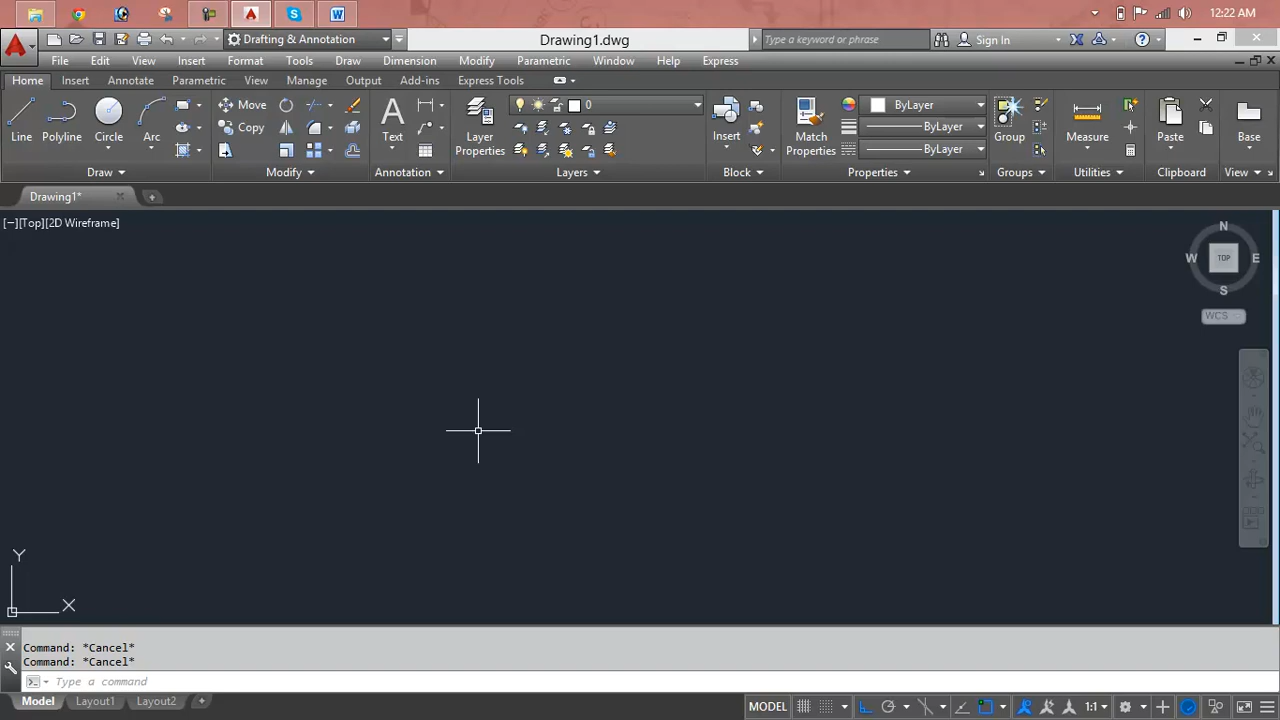 12:22 AM
Drafting & Annotation
Drawing1.dwg
Type a keyword or phrase
Sign In
File Edit View Insert Format Tools Draw Dimension Modify Parametric Window Help Express
Home Insert Annotate Parametric View Manage Output Add-ins Express Tools
Line Polyline Circle Arc
Move
Copy
Text
Layer Properties
0
Insert
Match Properties
ByLayer
ByLayer
ByLayer
Group
Measure
Paste
Base
Draw Modify Annotation Layers Block Properties Groups Utilities Clipboard View
Drawing1*
[−][Top][2D Wireframe]
N
W TOP E
S
WCS
Y
X
Command: *Cancel*
Command: *Cancel*
Type a command
Model Layout1 Layout2 +
MODEL 1:1